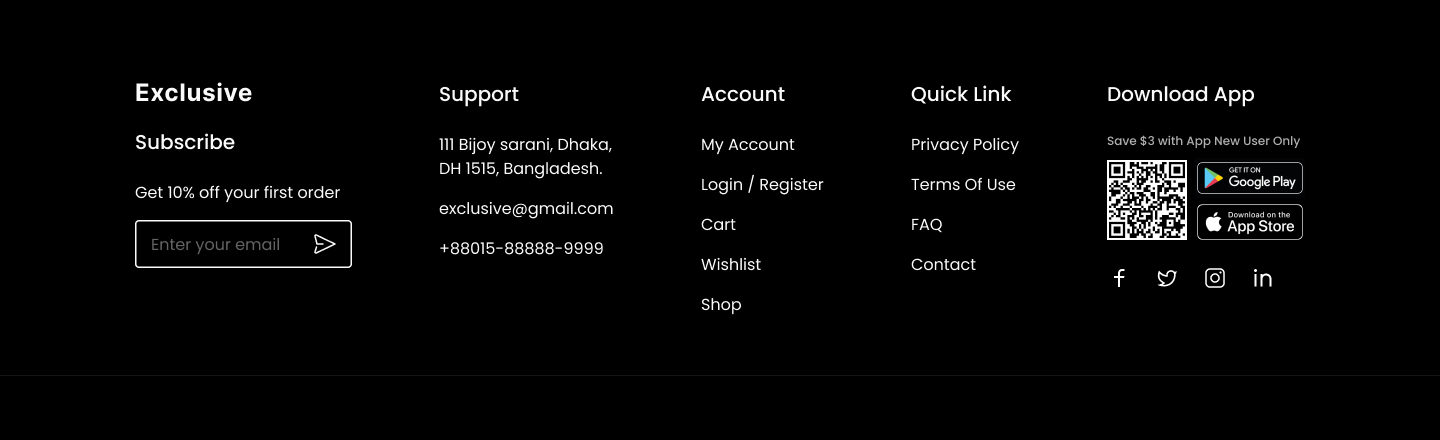 Exclusive
Subscribe
Get 10% off your first order
Enter your email
Support
111 Bijoy sarani, Dhaka,
DH 1515, Bangladesh.
exclusive@gmail.com
+88015-88888-9999
Account
My Account
Login / Register
Cart
Wishlist
Shop
Quick Link
Privacy Policy
Terms Of Use
FAQ
Contact
Download App
Save $3 with App New User Only
GET IT ON
Google Play
Download on the
App Store